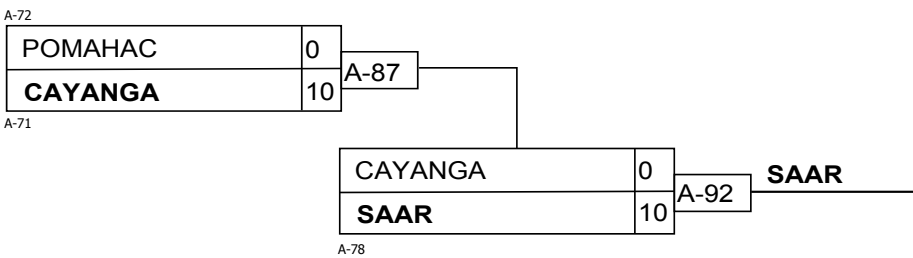 A-72
POMAHAC 0
A-87
CAYANGA 10
A-71
CAYANGA 0
SAAR
A-92
SAAR 10
A-78